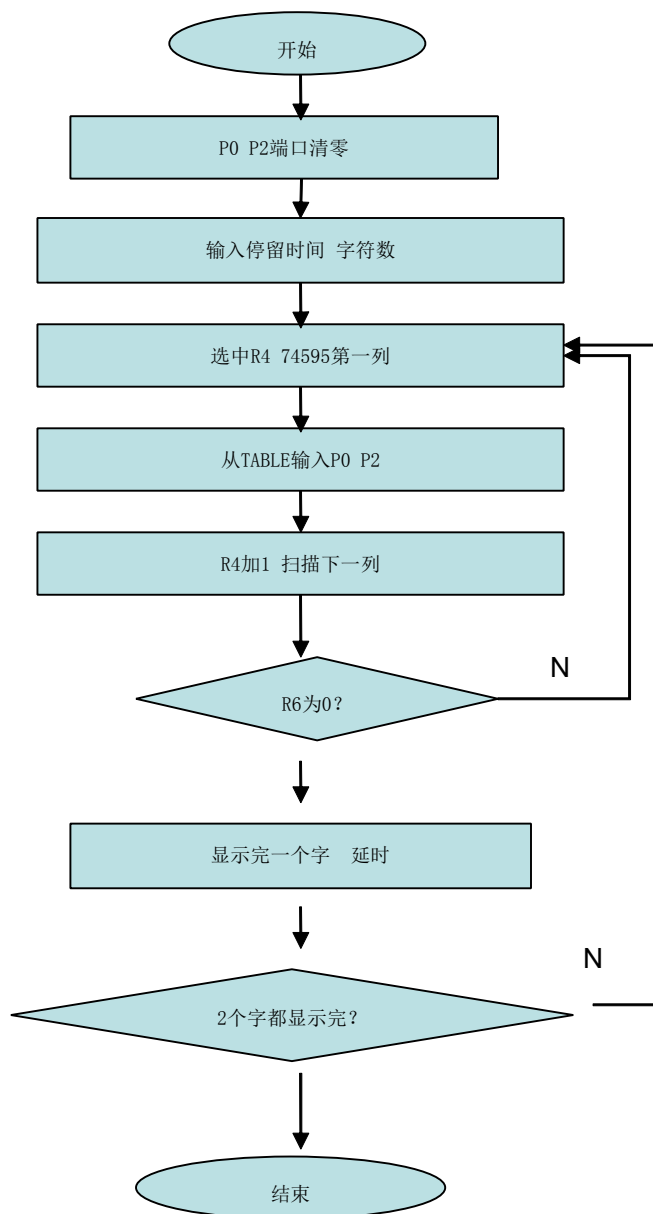 开始
P0 P2端口清零
输入停留时间 字符数
选中R4 74595第一列
从TABLE输入P0 P2
R4加1 扫描下一列
R6为0?
N
显示完一个字 延时
2个字都显示完?
N
结束